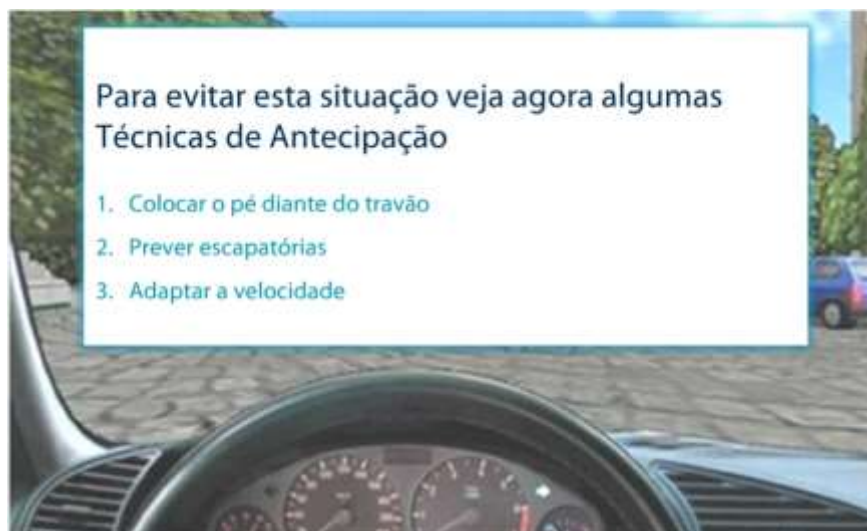 Para evitar esta situação veja agora algumas
Técnicas de Antecipação
1. Colocar o pé diante do travão
2. Prever escapatórias
3. Adaptar a velocidade